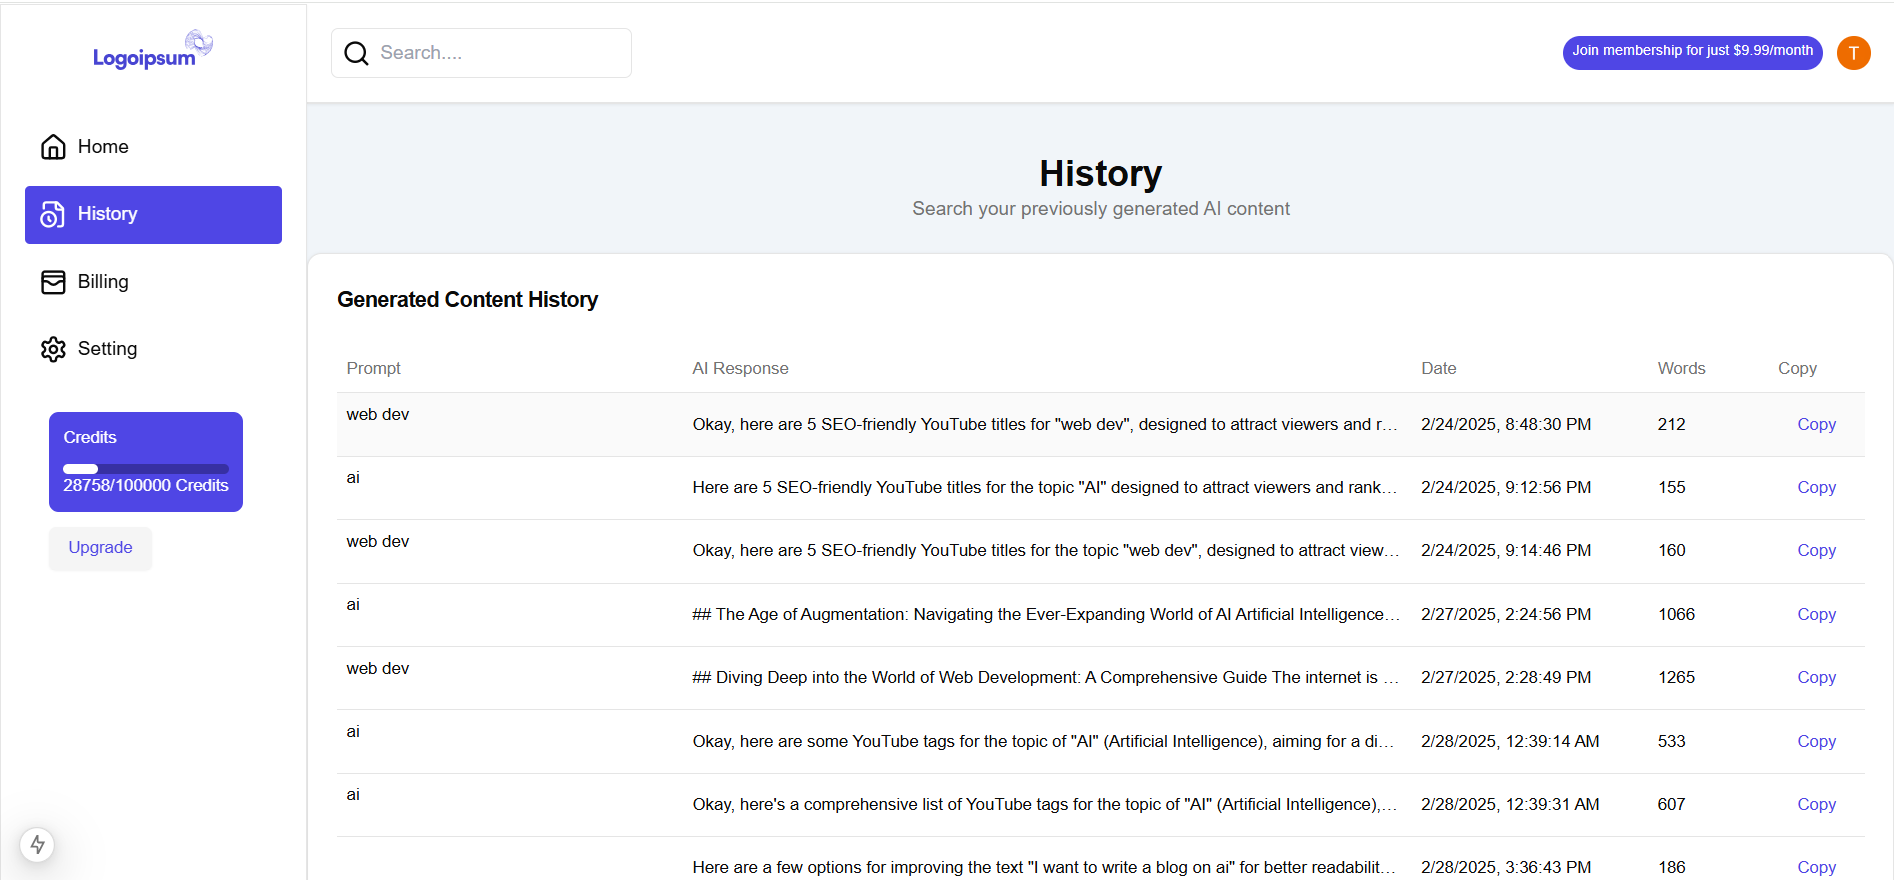 Logoipsum
Search....
Join membership for just $9.99/month
T
Home
History
Billing
Setting
Credits
28758/100000 Credits
Upgrade
History
Search your previously generated AI content
Generated Content History
Prompt AI Response Date Words Copy
web dev Okay, here are 5 SEO-friendly YouTube titles for "web dev", designed to attract viewers and r... 2/24/2025, 8:48:30 PM 212 Copy
ai Here are 5 SEO-friendly YouTube titles for the topic "AI" designed to attract viewers and rank... 2/24/2025, 9:12:56 PM 155 Copy
web dev Okay, here are 5 SEO-friendly YouTube titles for the topic "web dev", designed to attract view... 2/24/2025, 9:14:46 PM 160 Copy
ai ## The Age of Augmentation: Navigating the Ever-Expanding World of AI Artificial Intelligence... 2/27/2025, 2:24:56 PM 1066 Copy
web dev ## Diving Deep into the World of Web Development: A Comprehensive Guide The internet is ... 2/27/2025, 2:28:49 PM 1265 Copy
ai Okay, here are some YouTube tags for the topic of "AI" (Artificial Intelligence), aiming for a di... 2/28/2025, 12:39:14 AM 533 Copy
ai Okay, here's a comprehensive list of YouTube tags for the topic of "AI" (Artificial Intelligence),... 2/28/2025, 12:39:31 AM 607 Copy
Here are a few options for improving the text "I want to write a blog on ai" for better readabilit... 2/28/2025, 3:36:43 PM 186 Copy